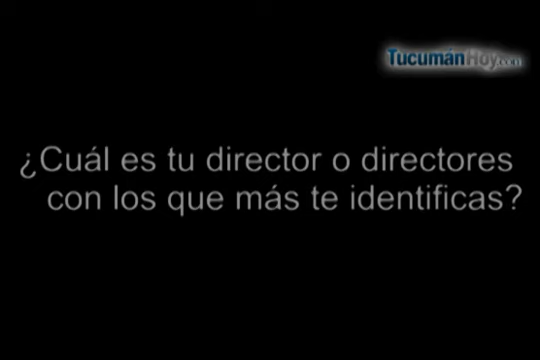 TucumánHoy.com
¿Cuál es tu director o directores
con los que más te identificas?